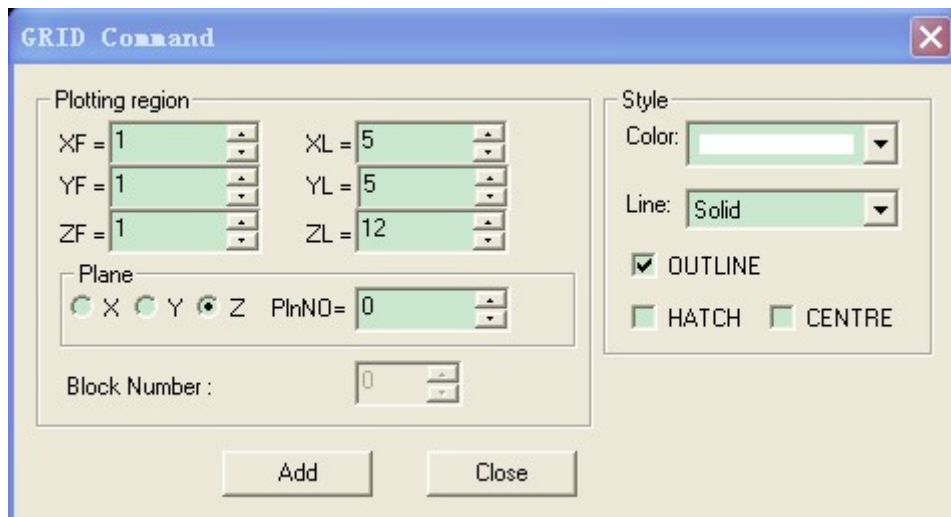 GRID Command
Plotting region
XF = 1 XL = 5
YF = 1 YL = 5
ZF = 1 ZL = 12
Plane
X Y Z PlnNO= 0
Block Number : 0
Style
Color:
Line: Solid
OUTLINE
HATCH CENTRE
Add Close